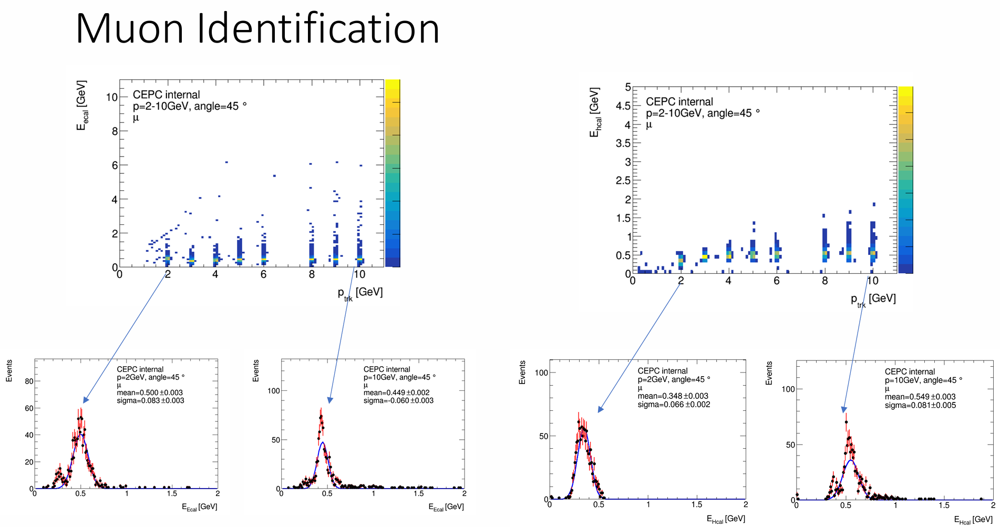 Muon Identification
E_ecal [GeV]
CEPC internal
p=2-10GeV, angle=45 °
μ
10
8
6
4
2
0
0 2 4 6 8 10
p_trk [GeV]
E_hcal [GeV]
CEPC internal
p=2-10GeV, angle=45 °
μ
5
4.5
4
3.5
3
2.5
2
1.5
1
0.5
0
0 2 4 6 8 10
p_trk [GeV]
Events
CEPC internal
p=2GeV, angle=45 °
μ
mean=0.500±0.003
sigma=0.083±0.003
80
60
40
20
0
0 0.5 1 1.5 2
E_Ecal [GeV]
Events
CEPC internal
p=10GeV, angle=45 °
μ
mean=0.449±0.002
sigma=-0.060±0.003
100
50
0
0 0.5 1 1.5 2
E_Ecal [GeV]
Events
CEPC internal
p=2GeV, angle=45 °
μ
mean=0.348±0.003
sigma=0.066±0.002
100
50
0
0 0.5 1 1.5 2
E_Hcal [GeV]
Events
CEPC internal
p=10GeV, angle=45 °
μ
mean=0.549±0.003
sigma=0.081±0.005
100
50
0
0 0.5 1 1.5 2
E_Hcal [GeV]